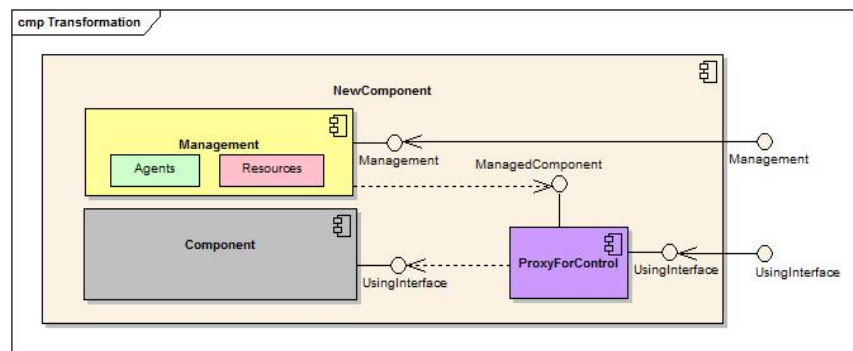 cmp Transformation
NewComponent
Management
Agents
Resources
Management
ManagedComponent
Management
Component
UsingInterface
ProxyForControl
UsingInterface
UsingInterface